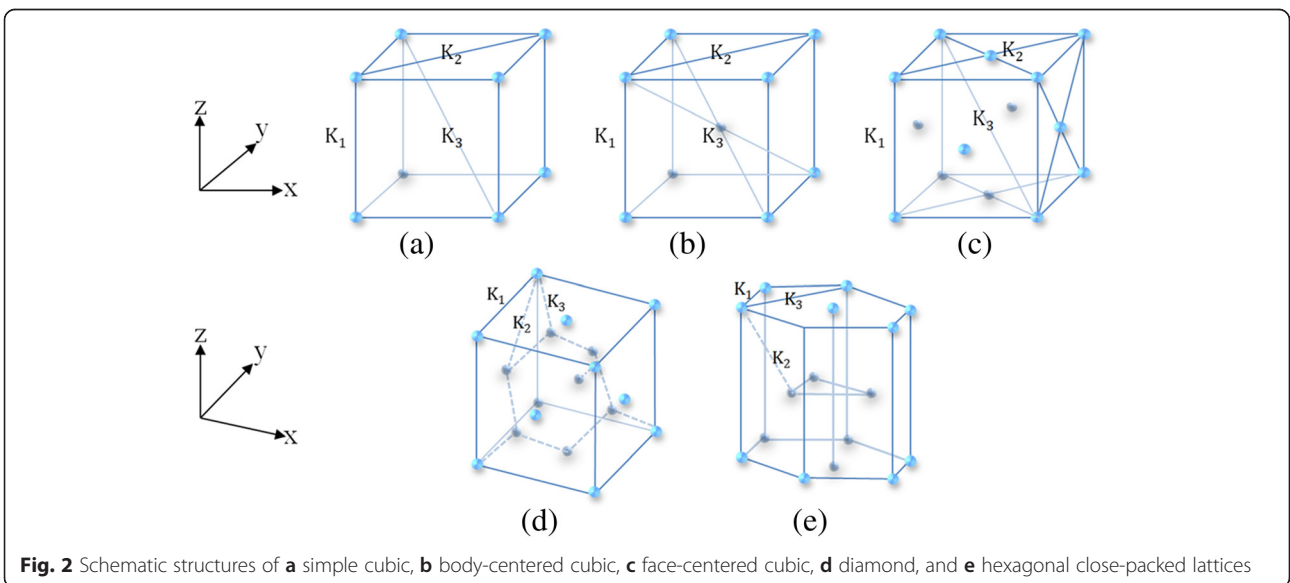 Z y x K1 K2 K3 (a)
K1 K2 K3 (b)
K1 K2 K3 (c)
Z y x K1 K2 K3 (d)
K1 K3 K2 (e)
Fig. 2 Schematic structures of a simple cubic, b body-centered cubic, c face-centered cubic, d diamond, and e hexagonal close-packed lattices